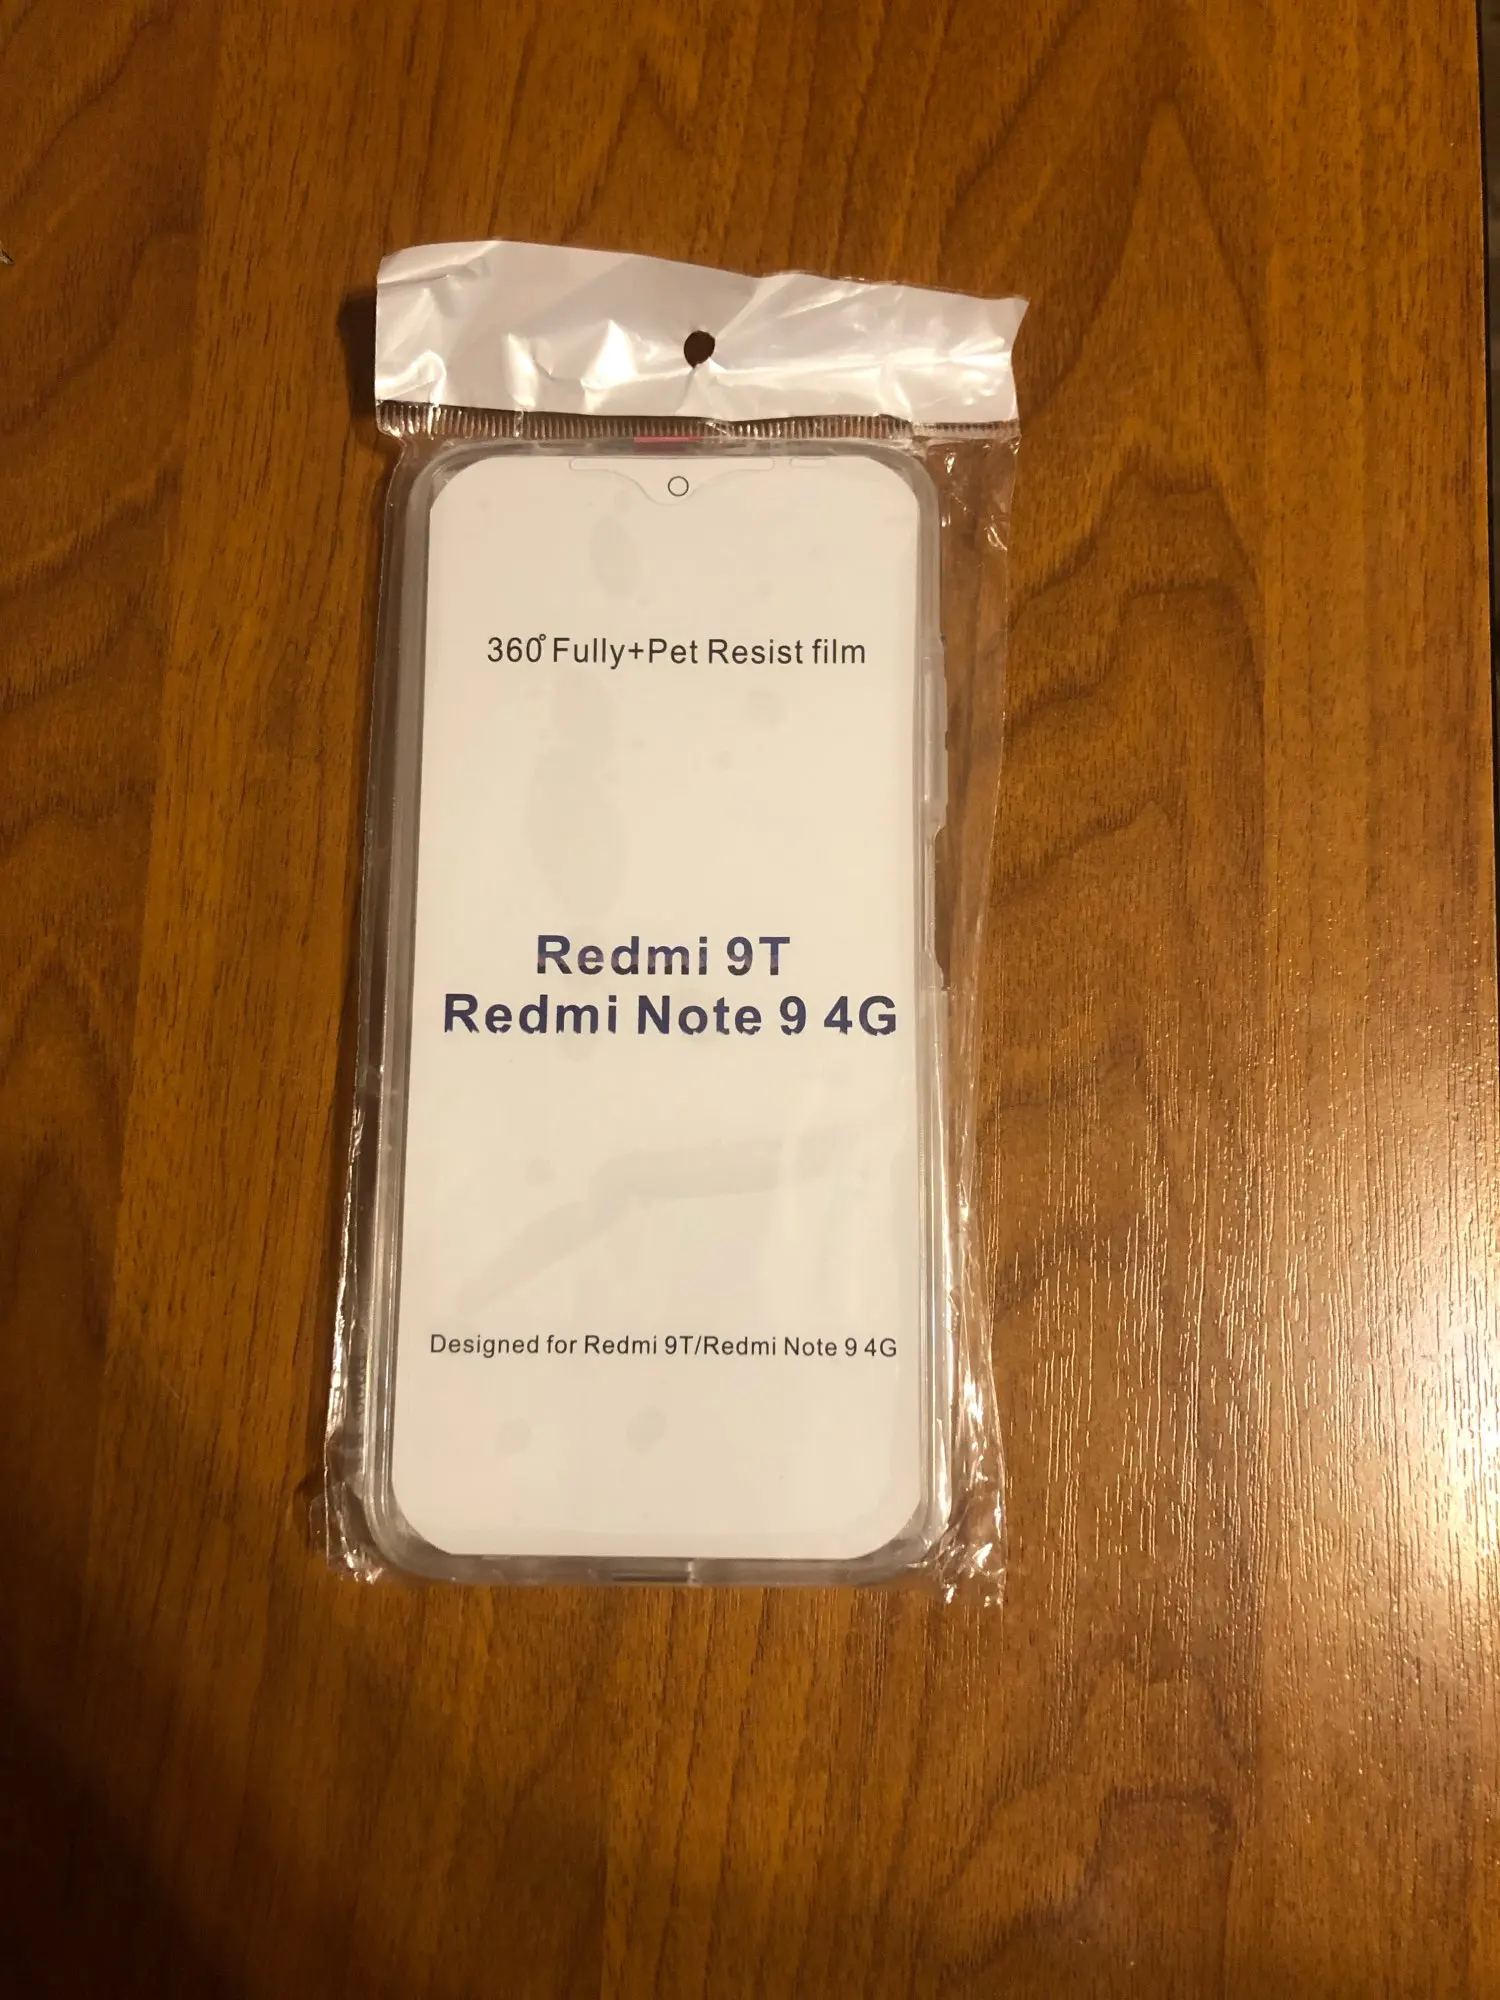 360° Fully+Pet Resist film
Redmi 9T
Redmi Note 9 4G
Designed for Redmi 9T/Redmi Note 9 4G